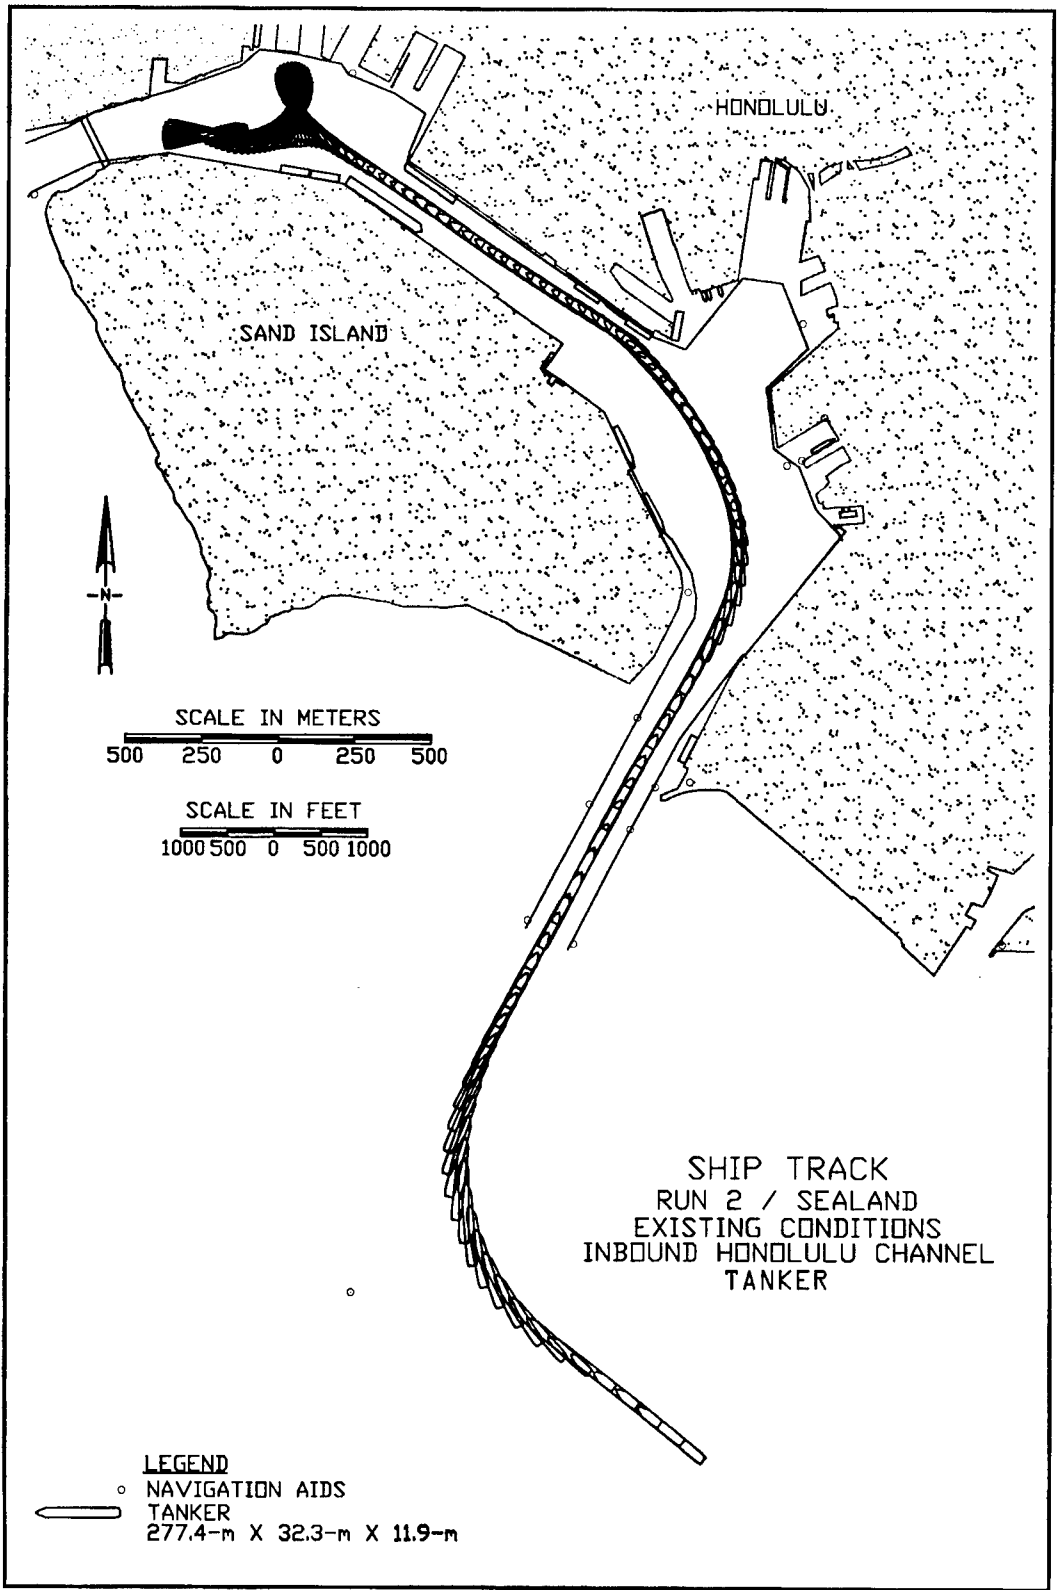 HONOLULU
SAND ISLAND
N
SCALE IN METERS
500 250 0 250 500
SCALE IN FEET
1000 500 0 500 1000
SHIP TRACK
RUN 2 / SEALAND
EXISTING CONDITIONS
INBOUND HONOLULU CHANNEL
TANKER
LEGEND
NAVIGATION AIDS
TANKER
277.4-m X 32.3-m X 11.9-m